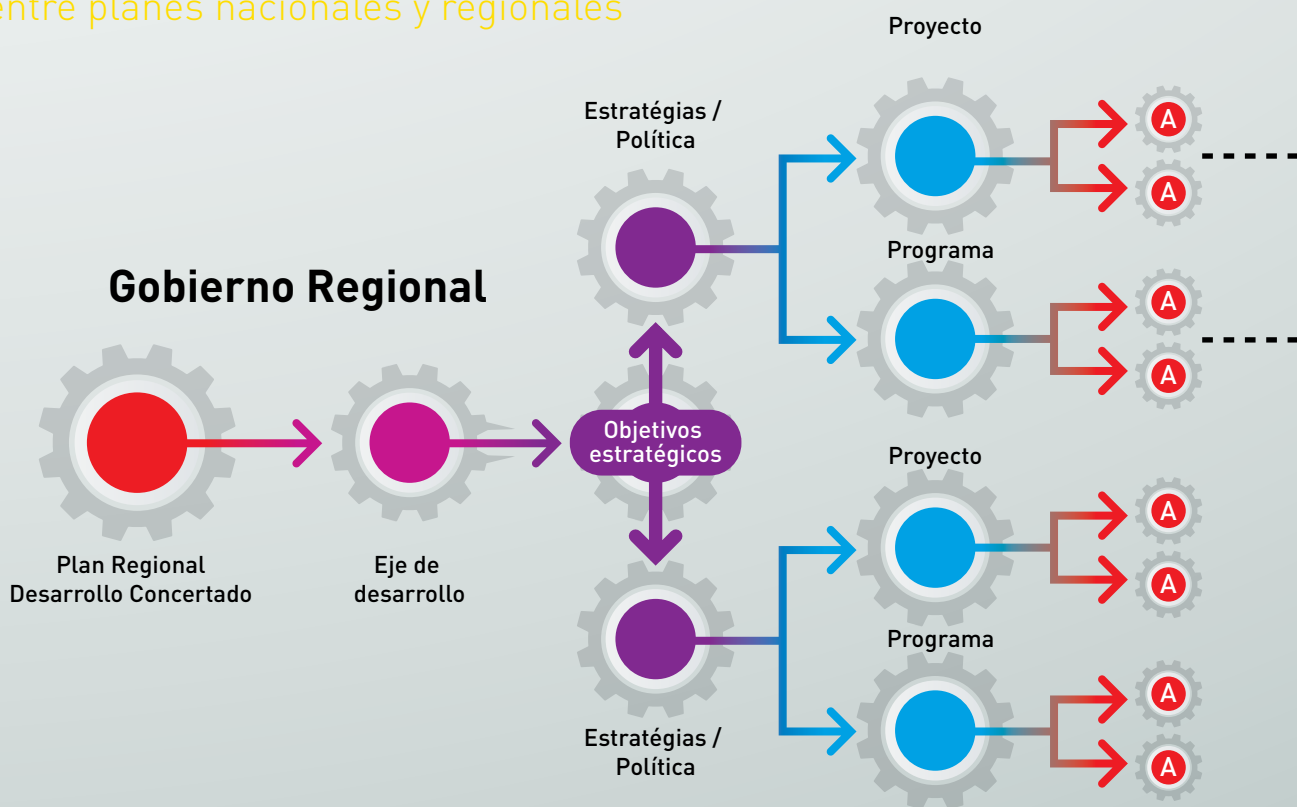 entre planes nacionales y regionales
Proyecto
Estratégias /
Política
A
A
Programa
Gobierno Regional
A
A
Objetivos
estratégicos
Proyecto
A
Plan Regional
Desarrollo Concertado
Eje de
desarrollo
A
Programa
A
Estratégias /
Política
A